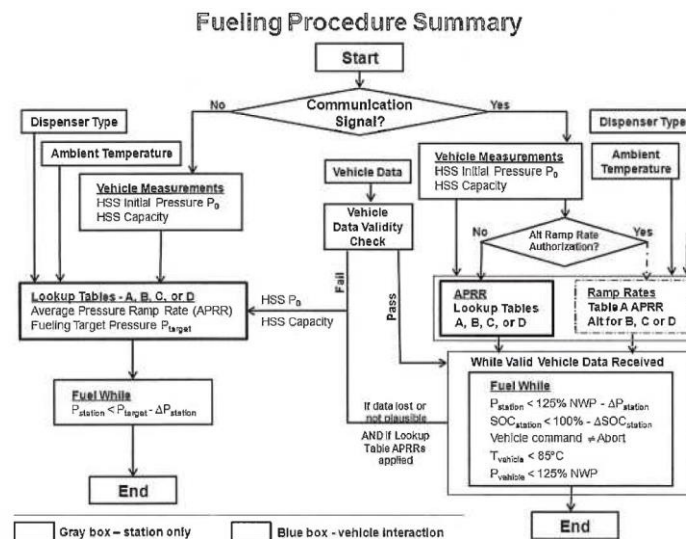 Fueling Procedure Summary
Start
Communication
Signal?
No
Yes
Dispenser Type
Ambient Temperature
Vehicle Measurements
HSS Initial Pressure P₀
HSS Capacity
Vehicle Data
Vehicle
Data Validity
Check
Fail
Pass
Vehicle Measurements
HSS Initial Pressure P₀
HSS Capacity
Dispenser Type
Ambient
Temperature
No
Alt Ramp Rate
Authorization?
Yes
Lookup Tables - A, B, C, or D
Average Pressure Ramp Rate (APRR)
Fueling Target Pressure Ptarget
HSS P₀
HSS Capacity
APRR
Lookup Tables
A, B, C, or D
Ramp Rates
Table A APRR
Alt for B, C or D
Fuel While
Pstation < Ptarget - ΔPstation
End
If data lost or
not plausible
AND if Lookup
Table APRRs
applied
While Valid Vehicle Data Received
Fuel While
Pstation < 125% NWP - ΔPstation
SOCstation < 100% - ΔSOCstation
Vehicle command ≠ Abort
Tvehicle < 85°C
Pvehicle < 125% NWP
End
Gray box – station only
Blue box - vehicle interaction